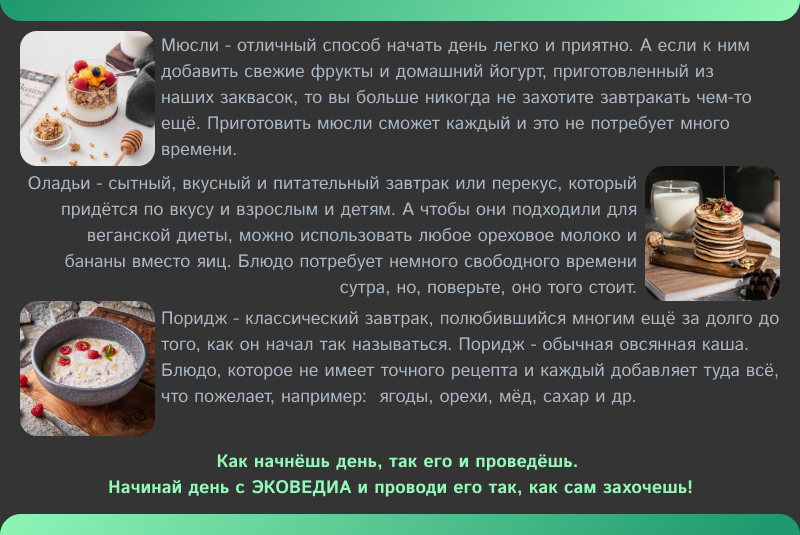 Мюсли - отличный способ начать день легко и приятно. А если к ним
добавить свежие фрукты и домашний йогурт, приготовленный из
наших заквасок, то вы больше никогда не захотите завтракать чем-то
ещё. Приготовить мюсли сможет каждый и это не потребует много
времени.
Оладьи - сытный, вкусный и питательный завтрак или перекус, который
придётся по вкусу и взрослым и детям. А чтобы они подходили для
веганской диеты, можно использовать любое ореховое молоко и
бананы вместо яиц. Блюдо потребует немного свободного времени
сутра, но, поверьте, оно того стоит.
Поридж - классический завтрак, полюбившийся многим ещё за долго до
того, как он начал так называться. Поридж - обычная овсянная каша.
Блюдо, которое не имеет точного рецепта и каждый добавляет туда всё,
что пожелает, например:  ягоды, орехи, мёд, сахар и др.
Как начнёшь день, так его и проведёшь.
Начинай день с ЭКОВЕДИА и проводи его так, как сам захочешь!